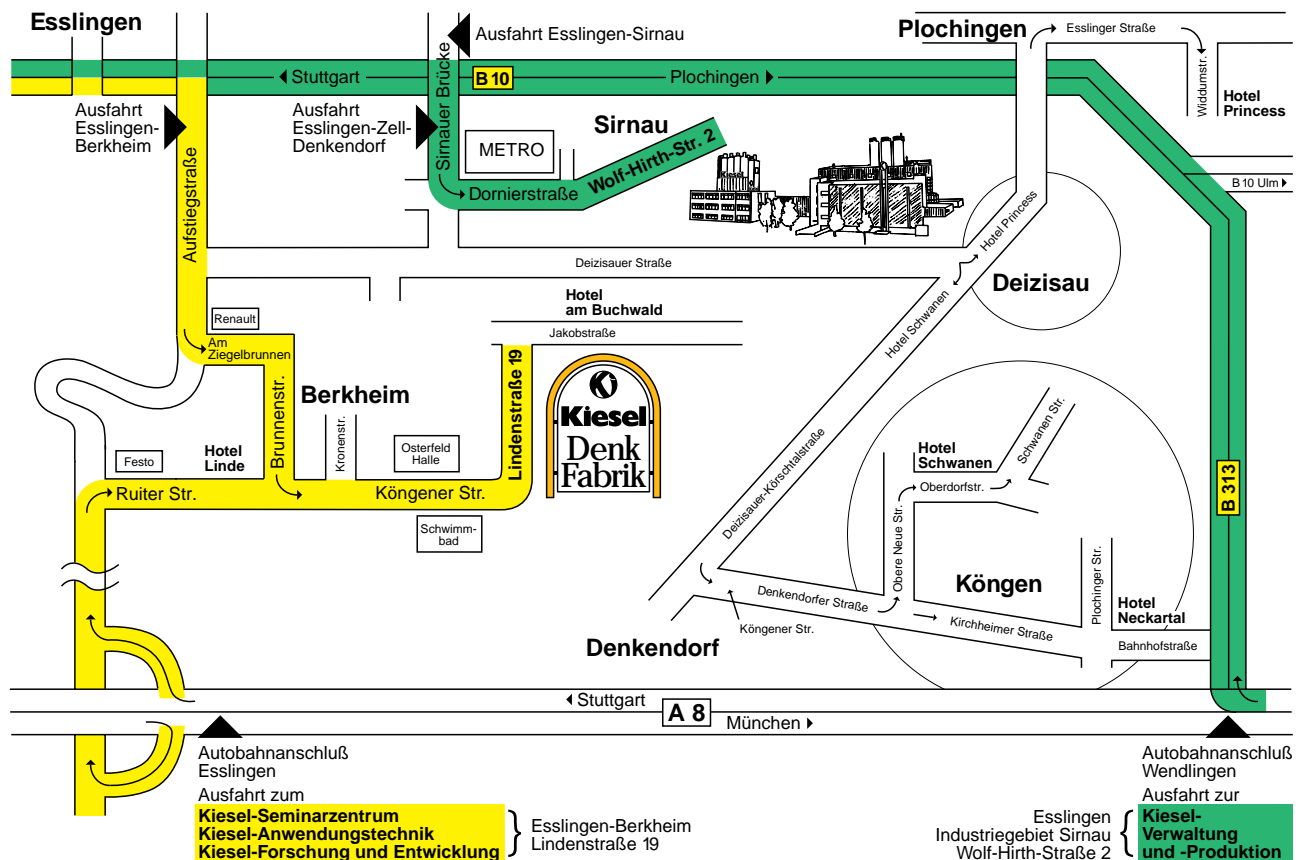 Esslingen
Ausfahrt Esslingen-Sirnau
Plochingen
Esslinger Straße
Widdumstr.
Hotel
Princess
Stuttgart
B 10
Plochingen
Ausfahrt
Esslingen-
Berkheim
Ausfahrt
Esslingen-Zell-
Denkendorf
Sirnauer Brücke
METRO
Sirnau
Wolf-Hirth-Str. 2
Dornierstraße
Kiesel
B 10 Ulm
Aufstiegstraße
Deizisauer Straße
Hotel Princess
Deizisau
Hotel
am Buchwald
Jakobstraße
Hotel Schwanen
Renault
Am
Ziegelbrunnen
Brunnenstr.
Berkheim
Kronenstr.
Lindenstraße 19
Kiesel
Denk
Fabrik
Osterfeld
Halle
Hotel
Linde
Festo
Ruiter Str.
Köngener Str.
Schwimm-
bad
Deizisauer-Körschtalstraße
Hotel
Schwanen
Schwanen Str.
Oberdorfstr.
Obere Neue Str.
B 313
Köngen
Plochinger Str.
Denkendorfer Straße
Kirchheimer Straße
Hotel
Neckartal
Bahnhofstraße
Köngener Str.
Denkendorf
Stuttgart
A 8
München
Autobahnanschluß
Esslingen
Ausfahrt zum
Kiesel-Seminarzentrum
Kiesel-Anwendungstechnik
Kiesel-Forschung und Entwicklung
Esslingen-Berkheim
Lindenstraße 19
Autobahnanschluß
Wendlingen
Ausfahrt zur
Kiesel-
Verwaltung
und -Produktion
Esslingen
Industriegebiet Sirnau
Wolf-Hirth-Straße 2